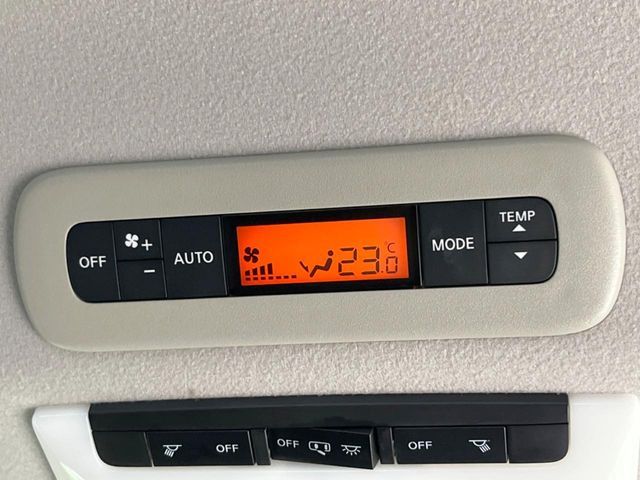 OFF + - AUTO 23.0 °C MODE TEMP
OFF OFF OFF